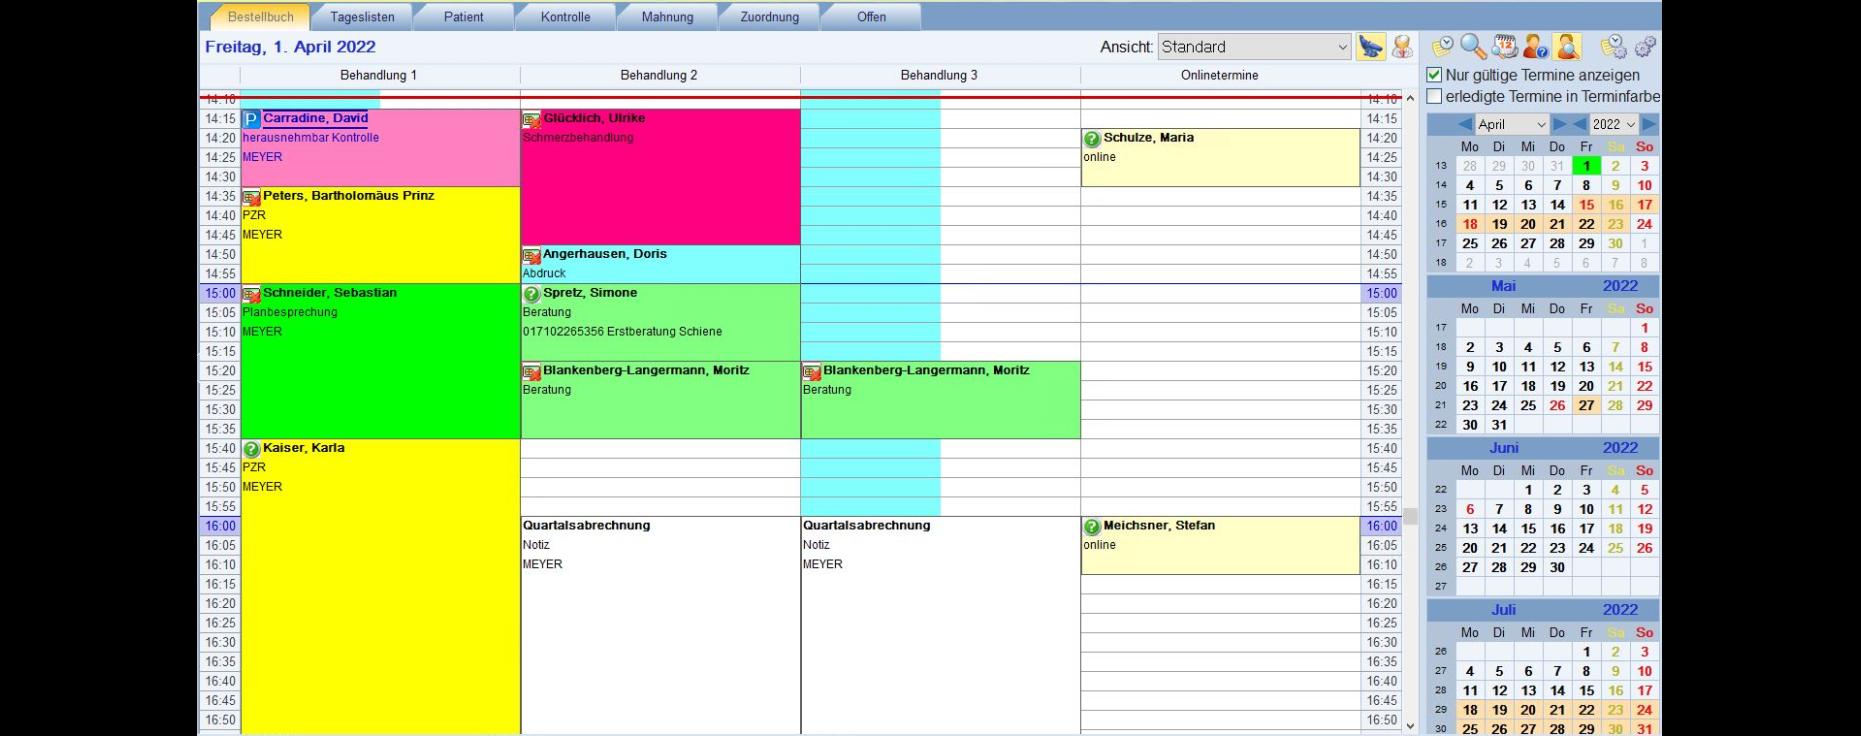 Bestellbuch Tageslisten Patient Kontrolle Mahnung Zuordnung Offen
Freitag, 1. April 2022 Ansicht: Standard
Behandlung 1 Behandlung 2 Behandlung 3 Onlinetermine
Nur gültige Termine anzeigen
erledigte Termine in Terminfarbe
14:10 14:10
14:15 Carradine, David Glücklich, Ulrike 14:15
14:20 herausnehmbar Kontrolle Schmerzbehandlung Schulze, Maria 14:20
14:25 MEYER online 14:25
14:30 14:30
14:35 Peters, Bartholomäus Prinz 14:35
14:40 PZR 14:40
14:45 MEYER 14:45
14:50 Angerhausen, Doris 14:50
14:55 Abdruck 14:55
15:00 Schneider, Sebastian Spretz, Simone 15:00
15:05 Planbesprechung Beratung 15:05
15:10 MEYER 017102265356 Erstberatung Schiene 15:10
15:15 15:15
15:20 Blankenberg-Langermann, Moritz Blankenberg-Langermann, Moritz 15:20
15:25 Beratung Beratung 15:25
15:30 15:30
15:35 15:35
15:40 Kaiser, Karla 15:40
15:45 PZR 15:45
15:50 MEYER 15:50
15:55 15:55
16:00 Quartalsabrechnung Quartalsabrechnung Meichsner, Stefan 16:00
16:05 Notiz Notiz online 16:05
16:10 MEYER MEYER 16:10
16:15 16:15
16:20 16:20
16:25 16:25
16:30 16:30
16:35 16:35
16:40 16:40
16:45 16:45
16:50 16:50
April 2022
Mo Di Mi Do Fr Sa So
13 28 29 30 31 1 2 3
14 4 5 6 7 8 9 10
15 11 12 13 14 15 16 17
16 18 19 20 21 22 23 24
17 25 26 27 28 29 30 1
18 2 3 4 5 6 7 8
Mai 2022
Mo Di Mi Do Fr Sa So
17 1
18 2 3 4 5 6 7 8
19 9 10 11 12 13 14 15
20 16 17 18 19 20 21 22
21 23 24 25 26 27 28 29
22 30 31
Juni 2022
Mo Di Mi Do Fr Sa So
22 1 2 3 4 5
23 6 7 8 9 10 11 12
24 13 14 15 16 17 18 19
25 20 21 22 23 24 25 26
26 27 28 29 30
27
Juli 2022
Mo Di Mi Do Fr Sa So
26 1 2 3
27 4 5 6 7 8 9 10
28 11 12 13 14 15 16 17
29 18 19 20 21 22 23 24
30 25 26 27 28 29 30 31